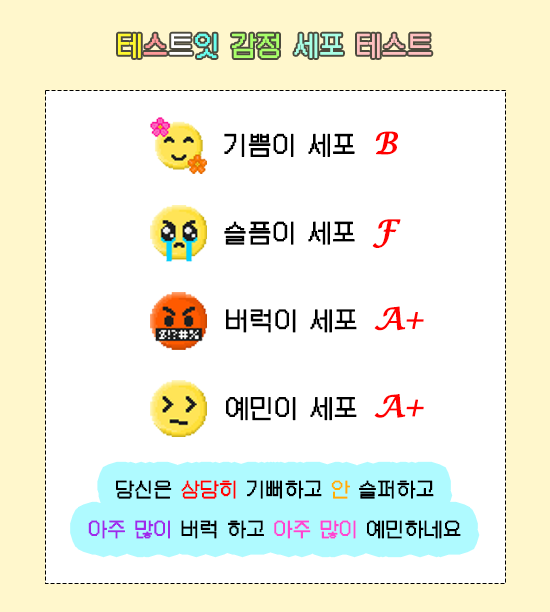 테스트잇 감정 세포 테스트
기쁨이 세포 B
슬픔이 세포 F
버럭이 세포 A+
$!?#%
예민이 세포 A+
당신은 상당히 기뻐하고 안 슬퍼하고
아주 많이 버럭 하고 아주 많이 예민하네요